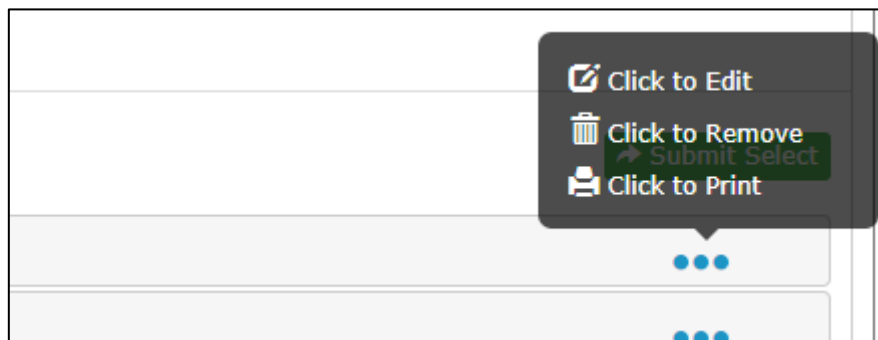 Click to Edit
Click to Remove
Submit Select
Click to Print